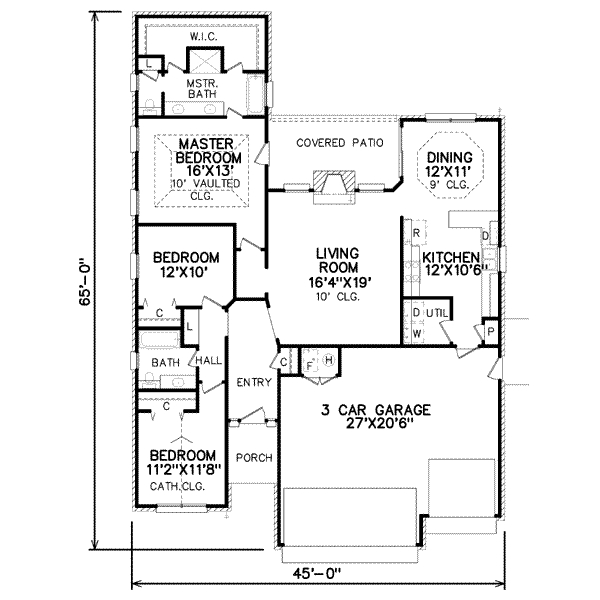 W.I.C.
L
MSTR.
BATH
MASTER
BEDROOM
16'X13'
10' VAULTED
CLG.
COVERED PATIO
DINING
12'X11'
9' CLG.
R
D
BEDROOM
12'X10'
LIVING
ROOM
16'4"X19'
10' CLG.
KITCHEN
12'X10'6"
65'-0"
C
L
D
UTIL
W
P
BATH
HALL
C
F
H
ENTRY
C
3 CAR GARAGE
27'X20'6"
BEDROOM
11'2"X11'8"
CATH.CLG.
PORCH
45'-0"